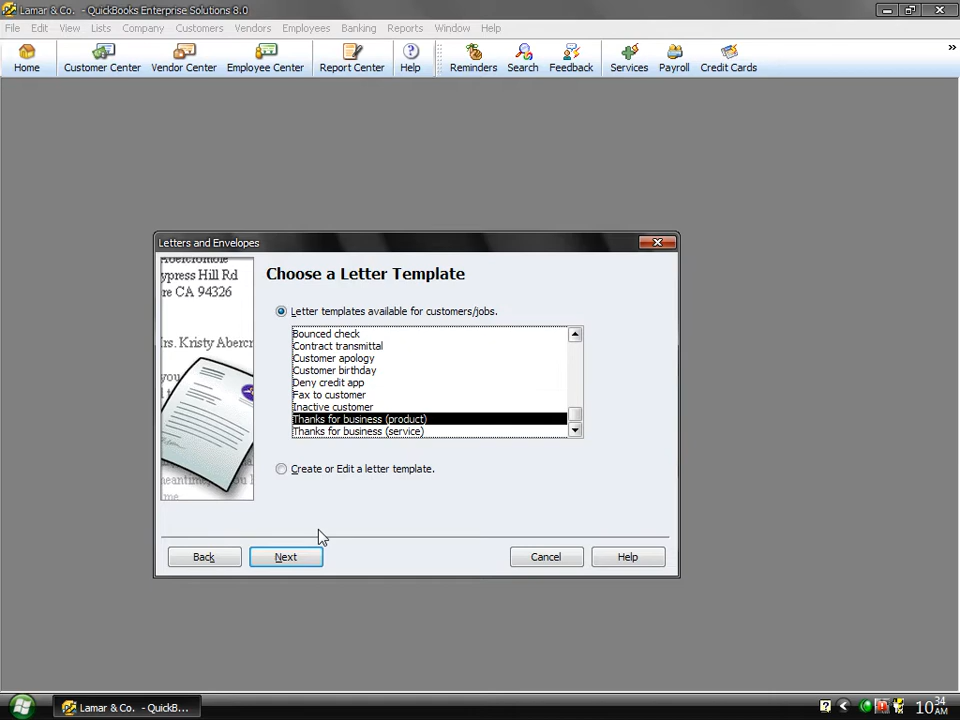 Lamar & Co. - QuickBooks Enterprise Solutions 8.0
File Edit View Lists Company Customers Vendors Employees Banking Reports Window Help
Home Customer Center Vendor Center Employee Center Report Center Help Reminders Search Feedback Services Payroll Credit Cards »
Letters and Envelopes
ypress Hill Rd
re CA 94326
rs. Kristy Abercr
Choose a Letter Template
Letter templates available for customers/jobs.
Bounced check
Contract transmittal
Customer apology
Customer birthday
Deny credit app
Fax to customer
Inactive customer
Thanks for business (product)
Thanks for business (service)
Create or Edit a letter template.
Back Next Cancel Help
Lamar & Co. - QuickB...
10:34 AM